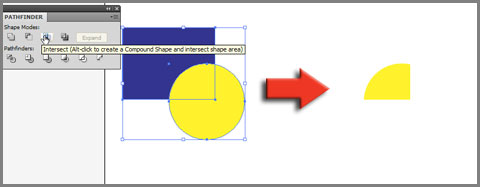 PATHFINDER
Shape Modes:
Expand
Pathfinders:
Intersect (Alt-click to create a Compound Shape and intersect shape area)